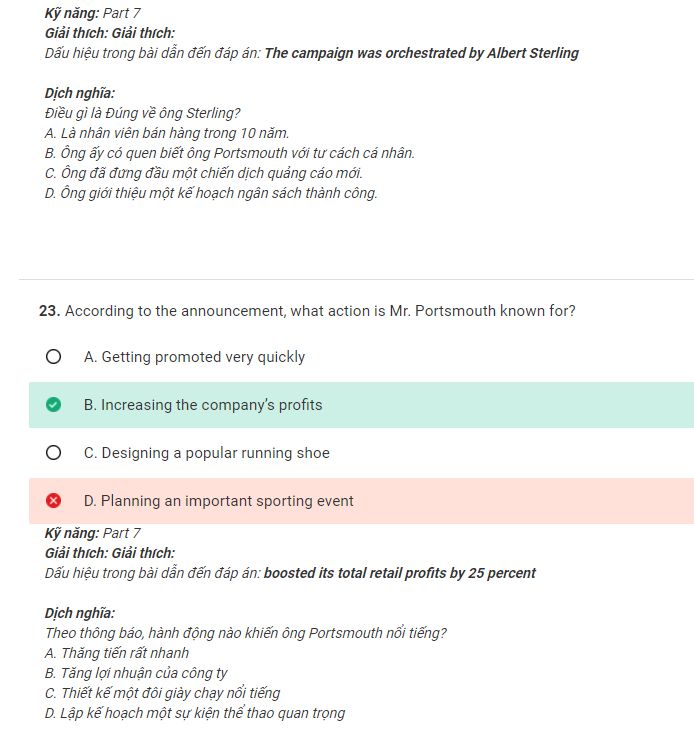 Kỹ năng: Part 7
Giải thích: Giải thích:
Dấu hiệu trong bài dẫn đến đáp án: The campaign was orchestrated by Albert Sterling
Dịch nghĩa:
Điều gì là Đúng về ông Sterling?
A. Là nhân viên bán hàng trong 10 năm.
B. Ông ấy có quen biết ông Portsmouth với tư cách cá nhân.
C. Ông đã đứng đầu một chiến dịch quảng cáo mới.
D. Ông giới thiệu một kế hoạch ngân sách thành công.
23. According to the announcement, what action is Mr. Portsmouth known for?
A. Getting promoted very quickly
B. Increasing the company's profits
C. Designing a popular running shoe
D. Planning an important sporting event
Kỹ năng: Part 7
Giải thích: Giải thích:
Dấu hiệu trong bài dẫn đến đáp án: boosted its total retail profits by 25 percent
Dịch nghĩa:
Theo thông báo, hành động nào khiến ông Portsmouth nổi tiếng?
A. Thăng tiến rất nhanh
B. Tăng lợi nhuận của công ty
C. Thiết kế một đôi giày chạy nổi tiếng
D. Lập kế hoạch một sự kiện thể thao quan trọng